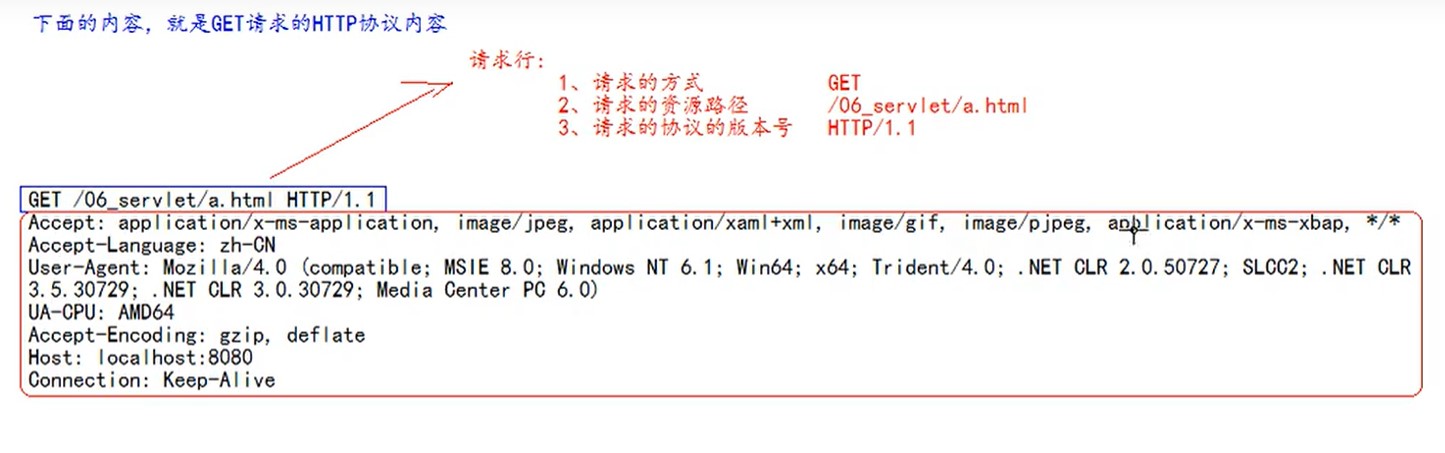 下面的内容，就是GET请求的HTTP协议内容
请求行：
1、请求的方式 GET
2、请求的资源路径 /06_servlet/a.html
3、请求的协议的版本号 HTTP/1.1
GET /06_servlet/a.html HTTP/1.1
Accept: application/x-ms-application, image/jpeg, application/xaml+xml, image/gif, image/pjpeg, application/x-ms-xbap, */*
Accept-Language: zh-CN
User-Agent: Mozilla/4.0 (compatible; MSIE 8.0; Windows NT 6.1; Win64; x64; Trident/4.0; .NET CLR 2.0.50727; SLCC2; .NET CLR
3.5.30729; .NET CLR 3.0.30729; Media Center PC 6.0)
UA-CPU: AMD64
Accept-Encoding: gzip, deflate
Host: localhost:8080
Connection: Keep-Alive